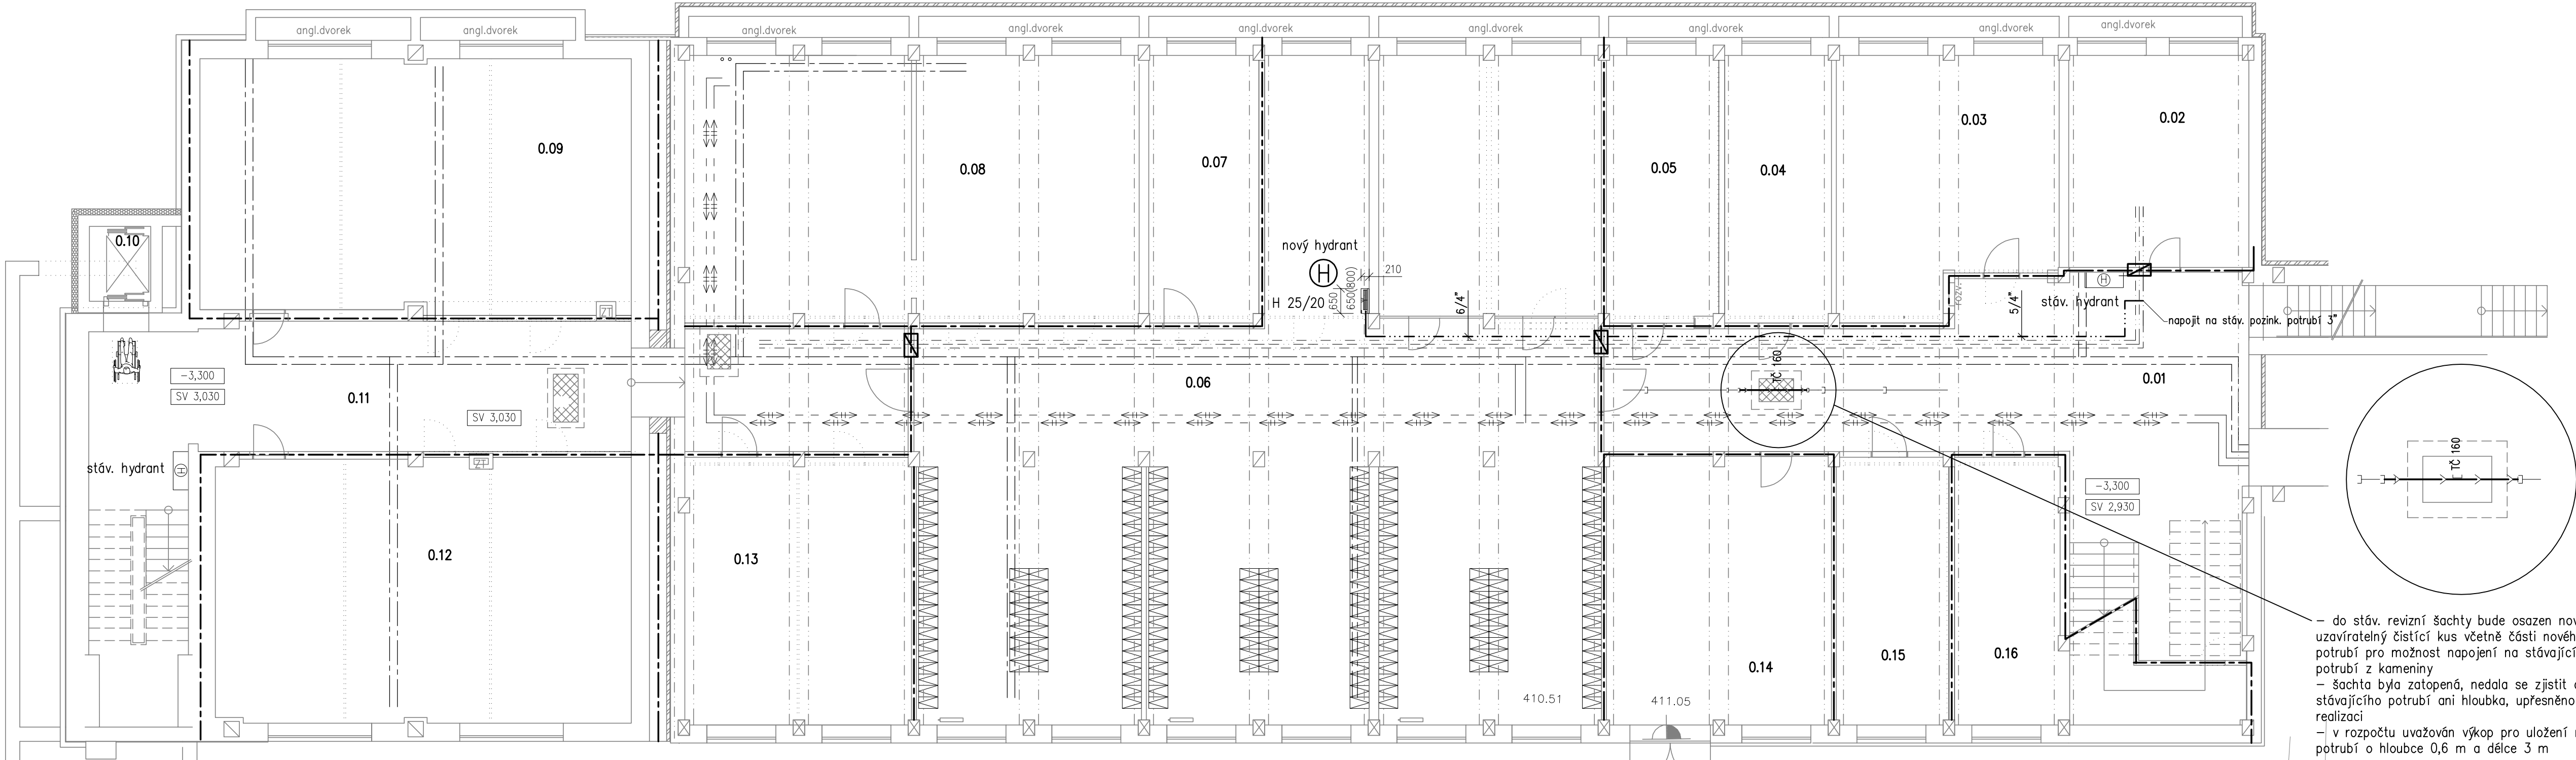 angl.dvorek
angl.dvorek
angl.dvorek
angl.dvorek
angl.dvorek
angl.dvorek
angl.dvorek
angl.dvorek
angl.dvorek
0.09
0.08
0.07
0.05
0.04
0.03
0.02
0.10
nový hydrant
H
H 25/20
650
650(800)
210
6/4"
5/4"
stáv. hydrant
H
napojit na stáv. pozink. potrubí 3"
ZT
-3,300
SV 3,030
0.11
SV 3,030
0.06
TČ 160
0.01
stáv. hydrant
H
ZT
0.12
0.13
-3,300
SV 2,930
TČ 160
0.14
0.15
0.16
410.51
411.05
– do stáv. revizní šachty bude osazen
uzavíratelný čistící kus včetně části
potrubí pro možnost napojení na
potrubí z kameniny
– šachta byla zatopená, nedala se zjistit
stávajícího potrubí ani hloubka,
realizaci
– v rozpočtu uvažován výkop pro uložení
potrubí o hloubce 0,6 m a délce 3 m